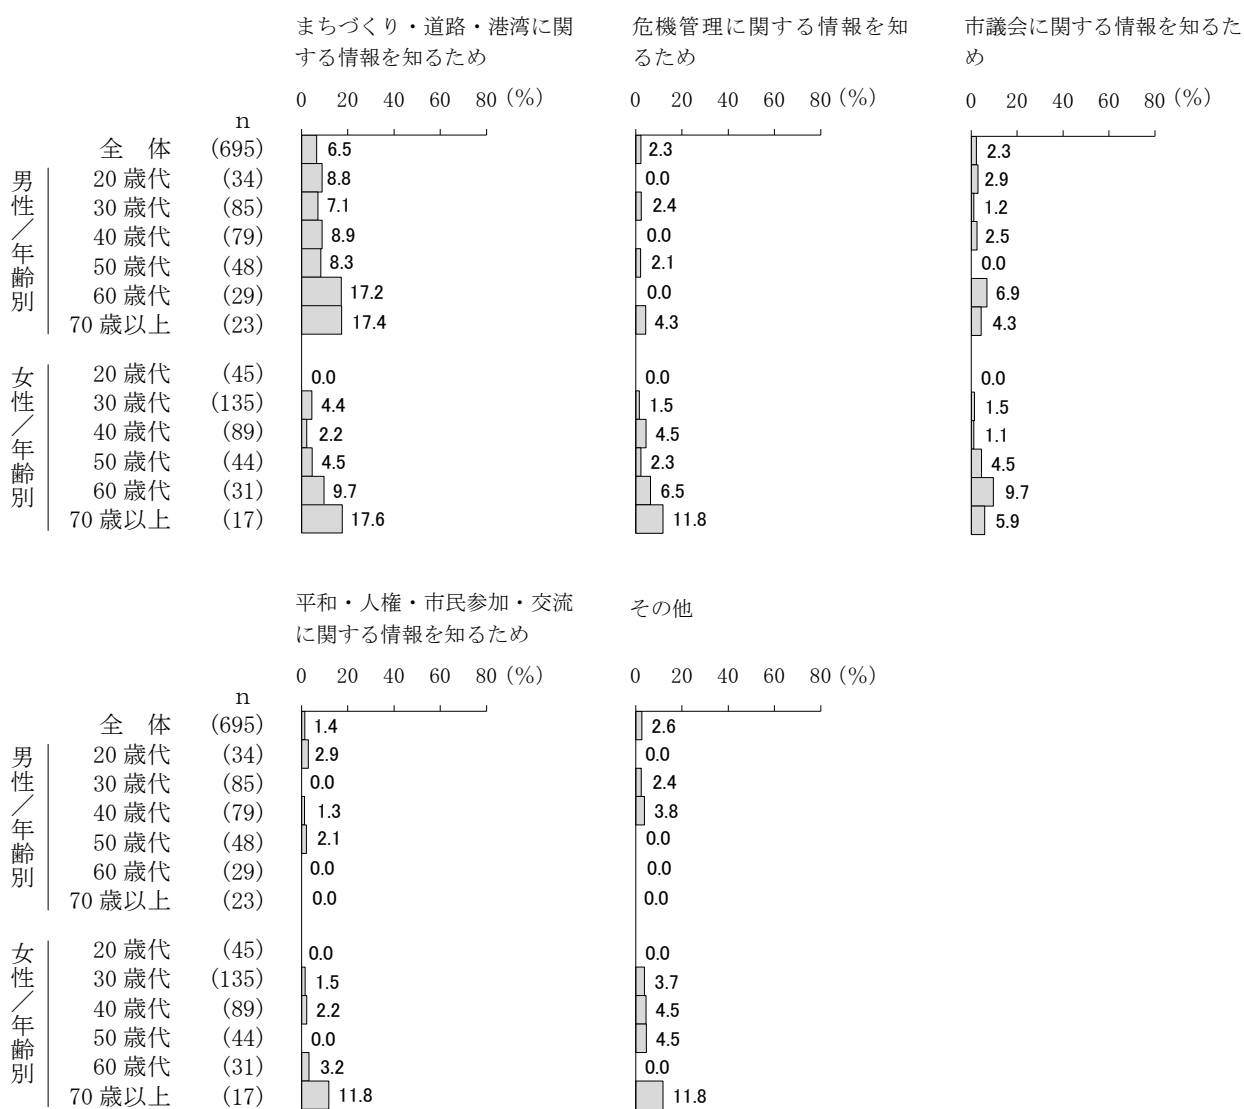 まちづくり・道路・港湾に関
する情報を知るため
危機管理に関する情報を知
るため
市議会に関する情報を知るた
め
0 20 40 60 80 (%)
0 20 40 60 80 (%)
0 20 40 60 80 (%)
n
全 体 (695) 6.5 2.3 2.3
男性/年齢別
20 歳代 (34) 8.8 0.0 2.9
30 歳代 (85) 7.1 2.4 1.2
40 歳代 (79) 8.9 0.0 2.5
50 歳代 (48) 8.3 2.1 0.0
60 歳代 (29) 17.2 0.0 6.9
70 歳以上 (23) 17.4 4.3 4.3
女性/年齢別
20 歳代 (45) 0.0 0.0 0.0
30 歳代 (135) 4.4 1.5 1.5
40 歳代 (89) 2.2 4.5 1.1
50 歳代 (44) 4.5 2.3 4.5
60 歳代 (31) 9.7 6.5 9.7
70 歳以上 (17) 17.6 11.8 5.9
平和・人権・市民参加・交流
に関する情報を知るため
その他
0 20 40 60 80 (%)
0 20 40 60 80 (%)
n
全 体 (695) 1.4 2.6
男性/年齢別
20 歳代 (34) 2.9 0.0
30 歳代 (85) 0.0 2.4
40 歳代 (79) 1.3 3.8
50 歳代 (48) 2.1 0.0
60 歳代 (29) 0.0 0.0
70 歳以上 (23) 0.0 0.0
女性/年齢別
20 歳代 (45) 0.0 0.0
30 歳代 (135) 1.5 3.7
40 歳代 (89) 2.2 4.5
50 歳代 (44) 0.0 4.5
60 歳代 (31) 3.2 0.0
70 歳以上 (17) 11.8 11.8